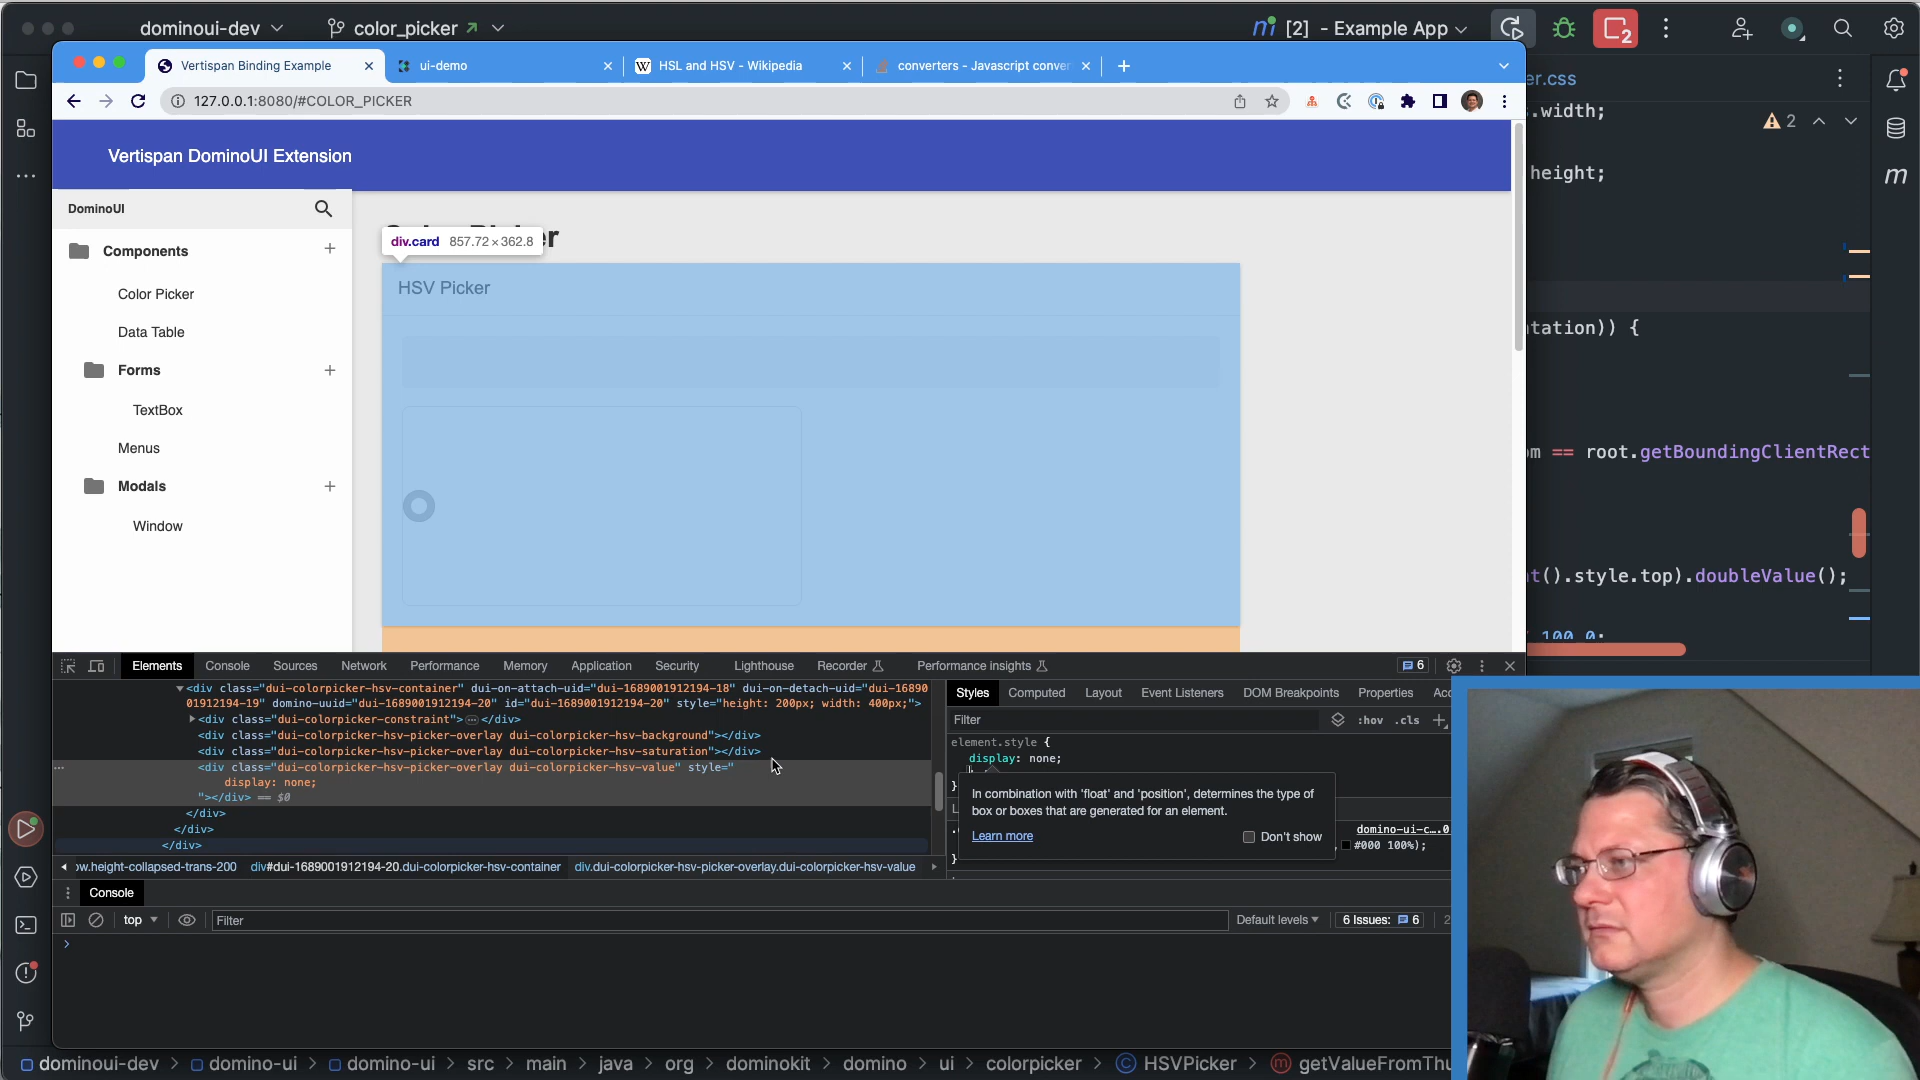 dominoui-dev
color_picker
[2] - Example App
2
Vertispan Binding Example
ui-demo
HSL and HSV - Wikipedia
converters - Javascript conver
er.css
127.0.0.1:8080/#COLOR_PICKER
.width;
2
Vertispan DominoUI Extension
height;
DominoUI
Components
Color Picker
Data Table
Forms
TextBox
Menus
Modals
Window
div.card 857.72×362.8
HSV Picker
tation)) {
om == root.getBoundingClientRect
t().style.top).doubleValue();
100.0;
Elements
Console
Sources
Network
Performance
Memory
Application
Security
Lighthouse
Recorder
Performance insights
6
<div class="dui-colorpicker-hsv-container" dui-on-attach-uid="dui-1689001912194-18" dui-on-detach-uid="dui-16890
01912194-19" domino-uuid="dui-1689001912194-20" id="dui-1689001912194-20" style="height: 200px; width: 400px;">
<div class="dui-colorpicker-constraint">…</div>
<div class="dui-colorpicker-hsv-picker-overlay dui-colorpicker-hsv-background"></div>
<div class="dui-colorpicker-hsv-picker-overlay dui-colorpicker-hsv-saturation"></div>
<div class="dui-colorpicker-hsv-picker-overlay dui-colorpicker-hsv-value" style="
display: none;
"></div> == $0
</div>
</div>
</div>
ow.height-collapsed-trans-200
div#dui-1689001912194-20.dui-colorpicker-hsv-container
div.dui-colorpicker-hsv-picker-overlay.dui-colorpicker-hsv-value
Styles
Computed
Layout
Event Listeners
DOM Breakpoints
Properties
Acc
Filter
:hov .cls
element.style {
display: none;
}
In combination with 'float' and 'position', determines the type of
box or boxes that are generated for an element.
Learn more
Don't show
domino-ui-c….0
#000 100%);
}
Console
top
Filter
Default levels
6 Issues: 6
2
dominoui-dev > domino-ui > domino-ui > src > main > java > org > dominokit > domino > ui > colorpicker > HSVPicker > getValueFromThu